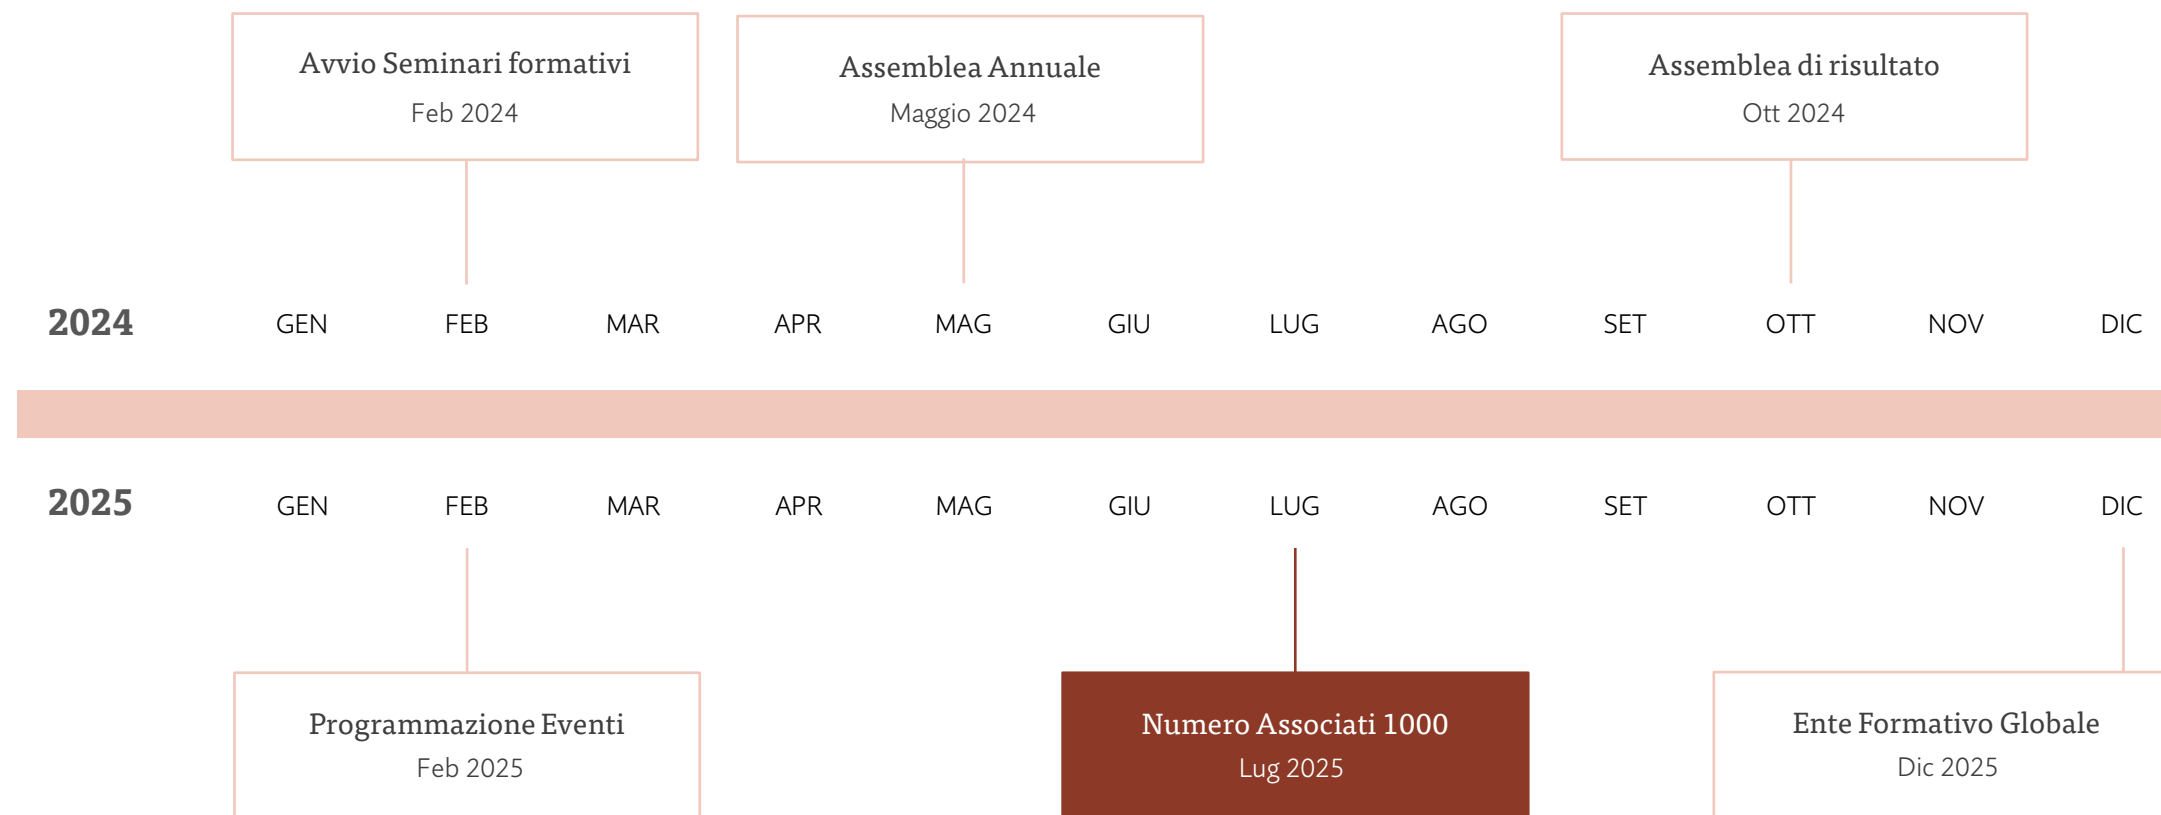 Avvio Seminari formativi
Feb 2024
Assemblea Annuale
Maggio 2024
Assemblea di risultato
Ott 2024
2024 GEN FEB MAR APR MAG GIU LUG AGO SET OTT NOV DIC
2025 GEN FEB MAR APR MAG GIU LUG AGO SET OTT NOV DIC
Programmazione Eventi
Feb 2025
Numero Associati 1000
Lug 2025
Ente Formativo Globale
Dic 2025